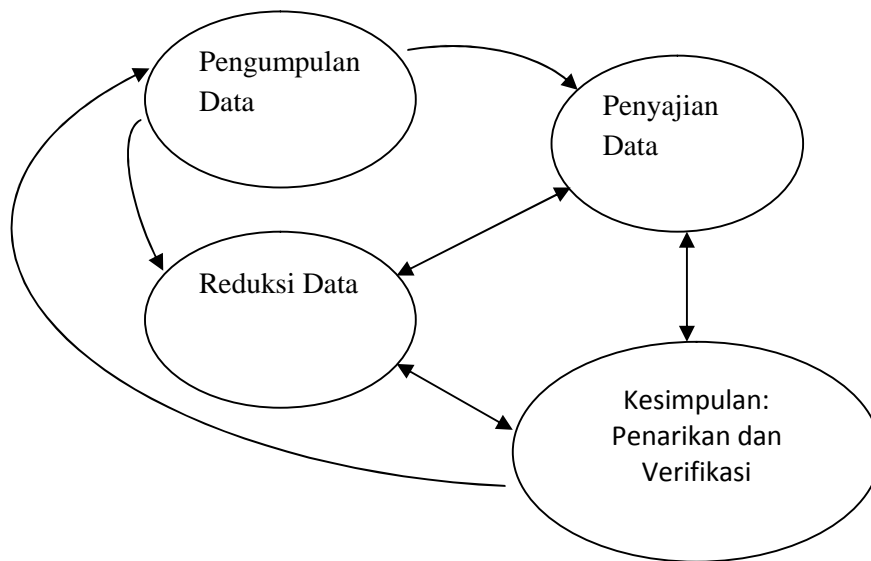 Pengumpulan
Data
Penyajian
Data
Reduksi Data
Kesimpulan:
Penarikan dan
Verifikasi